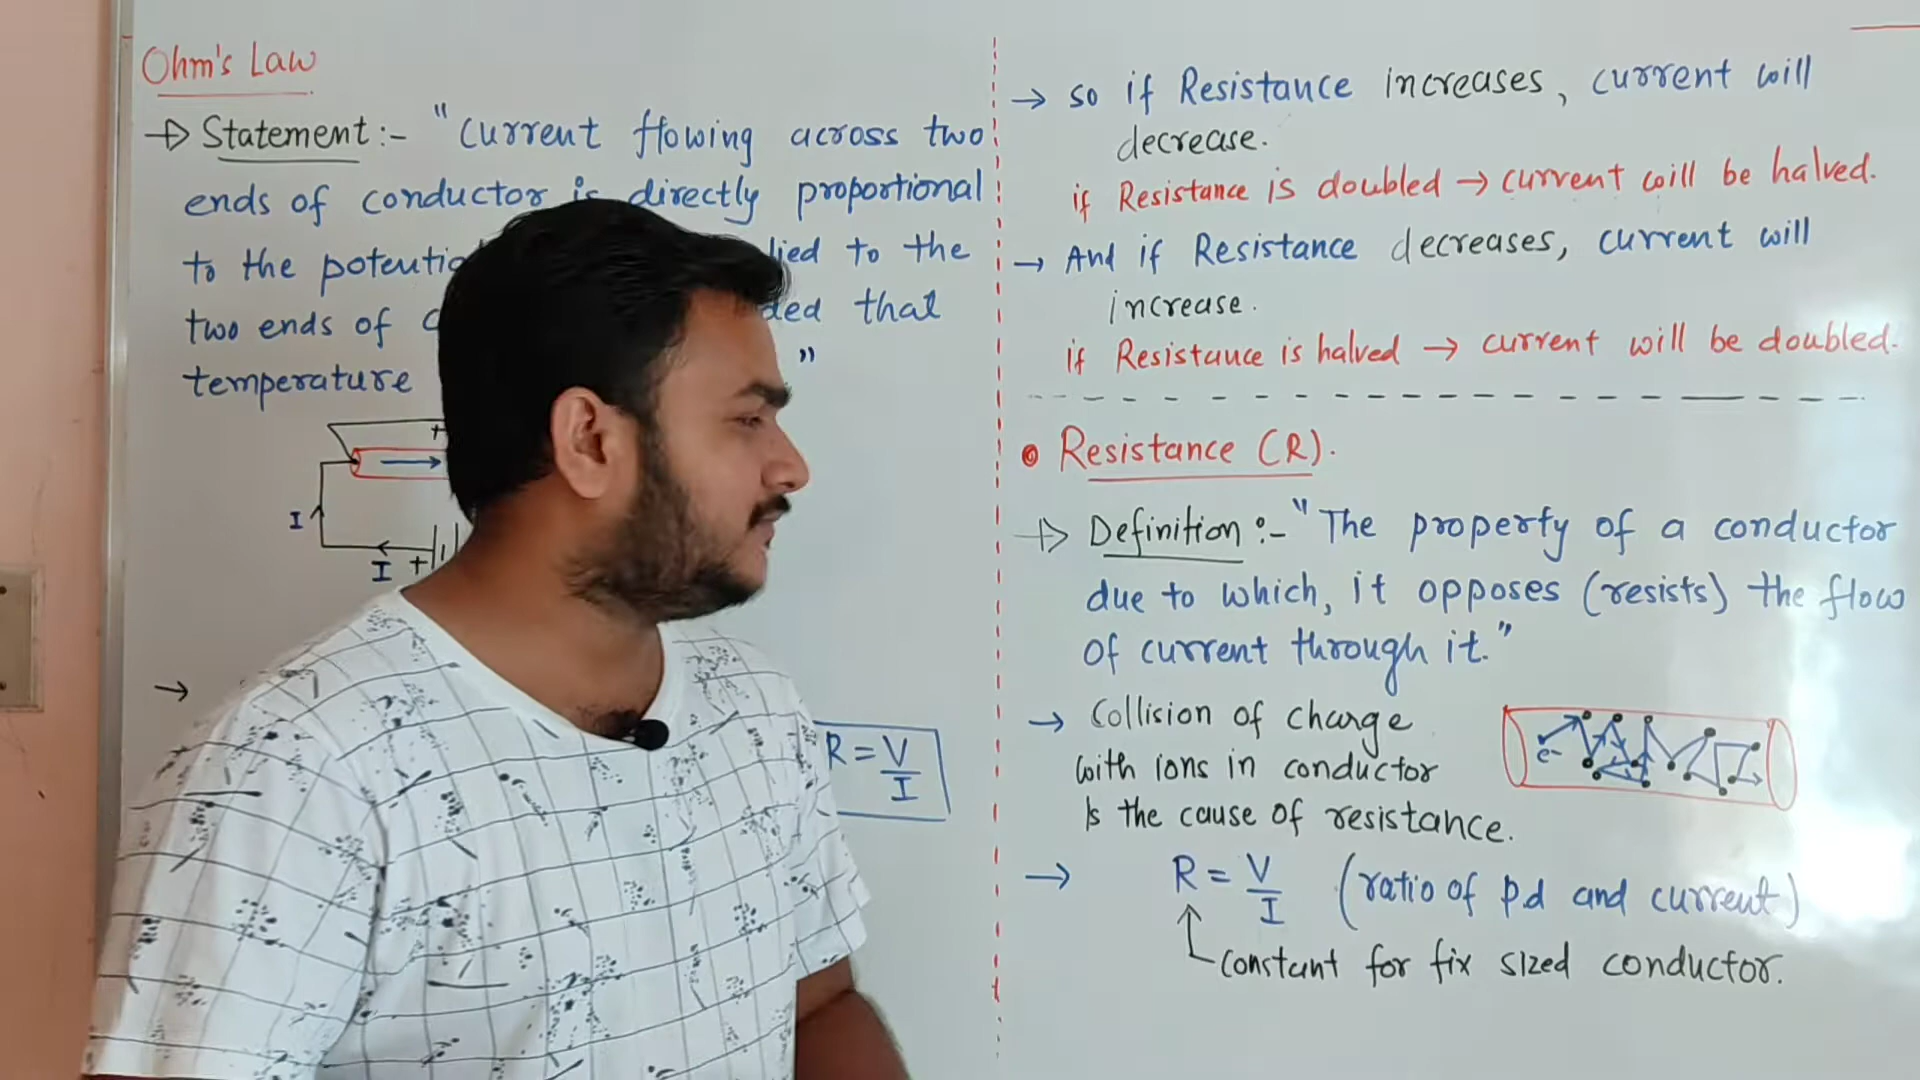 Ohm's Law
Statement :- "Current flowing across two
ends of conductor is directly proportional
to the to the
two ends of that
temperature "
+
I
I +
R = V
I
→
→ So if Resistance increases, current will
decrease.
if Resistance is doubled → current will be halved.
→ And if Resistance decreases, current will
increase.
if Resistance is halved → current will be doubled.
• Resistance (R).
Definition :- "The property of a conductor
due to which, it opposes (resists) the flow
of current through it."
→ Collision of charge
with ions in conductor
is the cause of resistance.
e-
→ R = V (ratio of pd and current)
I
constant for fix sized conductor.